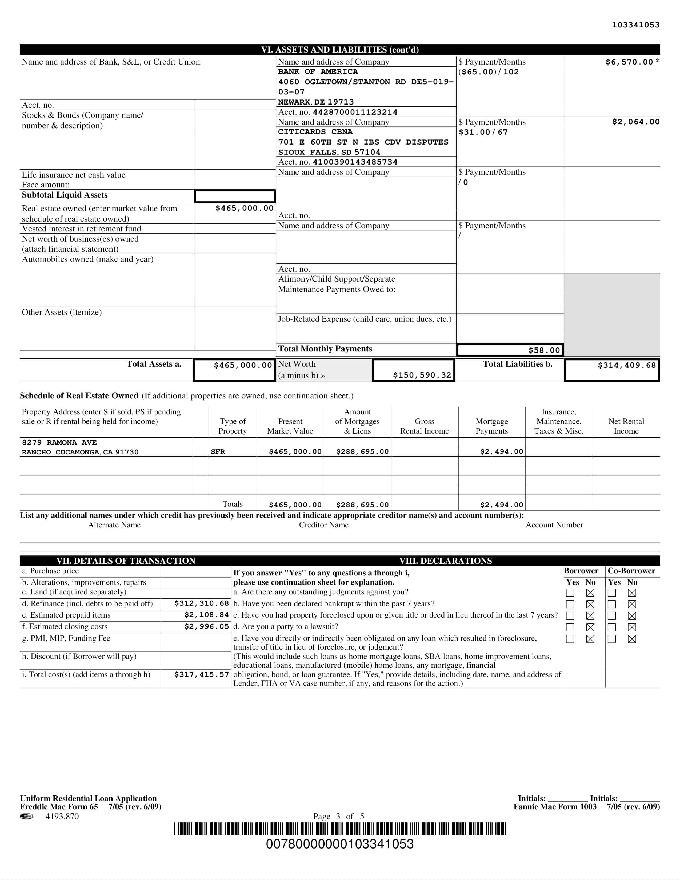 103341053
VI. ASSETS AND LIABILITIES (cont'd)
Name and address of Bank, S&L, or Credit Union
Name and address of Company
$ Payment/Months
$6,570.00*
BANK OF AMERICA
($65.00)/102
4060 OGLETOWN/STANTON RD DE5-019-
03-07
NEWARK,DE 19713
Acct. no.
Acct. no. 4428700011123214
Stocks & Bonds (Company name/
number & description)
Name and address of Company
$ Payment/Months
$2,064.00
CITICARDS CBNA
$31.00/67
701 E 60TH ST N IBS CDV DISPUTES
SIOUX FALLS,SD 57104
Acct. no. 4100390143485734
Life insurance net cash value
Name and address of Company
$ Payment/Months
Face amount:
/0
Subtotal Liquid Assets
Real estate owned (enter market value from
schedule of real estate owned)
$465,000.00
Acct. no.
Vested interest in retirement fund
Name and address of Company
$ Payment/Months
/
Net worth of business(es) owned
(attach financial statement)
Automobiles owned (make and year)
Acct. no.
Alimony/Child Support/Separate
Maintenance Payments Owed to:
Other Assets (itemize)
Job-Related Expense (child care, union dues, etc.)
Total Monthly Payments
$58.00
Total Assets a.
$465,000.00
Net Worth
(a minus b) »
$150,590.32
Total Liabilities b.
$314,409.68
Schedule of Real Estate Owned (If additional properties are owned, use continuation sheet.)
Property Address (enter S if sold, PS if pending
sale or R if rental being held for income)
Type of
Property
Present
Market Value
Amount
of Mortgages
& Liens
Gross
Rental Income
Mortgage
Payments
Insurance,
Maintenance,
Taxes & Misc.
Net Rental
Income
8279 RAMONA AVE
RANCHO CUCAMONGA,CA 91730 SFR $465,000.00 $288,695.00 $2,494.00
Totals $465,000.00 $288,695.00 $2,494.00
List any additional names under which credit has previously been received and indicate appropriate creditor name(s) and account number(s):
Alternate Name Creditor Name Account Number
VII. DETAILS OF TRANSACTION
VIII. DECLARATIONS
a. Purchase price
b. Alterations, improvements, repairs
c. Land (if acquired separately)
d. Refinance (incl. debts to be paid off) $312,310.68
e. Estimated prepaid items $2,108.84
f. Estimated closing costs $2,996.05
g. PMI, MIP, Funding Fee
h. Discount (if Borrower will pay)
i. Total cost(s) (add items a through h) $317,415.57
If you answer "Yes" to any questions a through i,
please use continuation sheet for explanation.
Borrower Co-Borrower
Yes No Yes No
a. Are there any outstanding judgments against you? ☐ ☒ ☐ ☒
b. Have you been declared bankrupt within the past 7 years? ☐ ☒ ☐ ☒
c. Have you had property foreclosed upon or given title or deed in lieu thereof in the last 7 years? ☐ ☒ ☐ ☒
d. Are you a party to a lawsuit? ☐ ☒ ☐ ☒
e. Have you directly or indirectly been obligated on any loan which resulted in foreclosure, ☐ ☒ ☐ ☒
transfer of title in lieu of foreclosure, or judgment?
(This would include such loans as home mortgage loans, SBA loans, home improvement loans,
educational loans, manufactured (mobile) home loans, any mortgage, financial
obligation, bond, or loan guarantee. If "Yes," provide details, including date, name, and address of
Lender, FHA or VA case number, if any, and reasons for the action.)
Uniform Residential Loan Application
Freddie Mac Form 65 7/05 (rev. 6/09)
4193.870
Page 3 of 5
Initials: ________ Initials: ________
Fannie Mae Form 1003 7/05 (rev. 6/09)
00780000000103341053